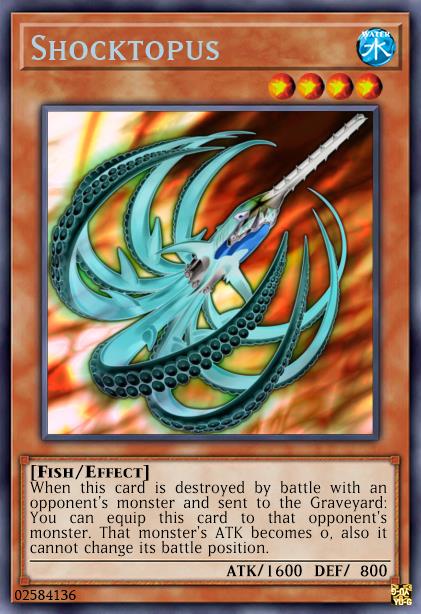 Shocktopus
WATER
水
[Fish/Effect]
When this card is destroyed by battle with an
opponent's monster and sent to the Graveyard:
You can equip this card to that opponent's
monster. That monster's ATK becomes 0, also it
cannot change its battle position.
ATK/1600 DEF/ 800
02584136